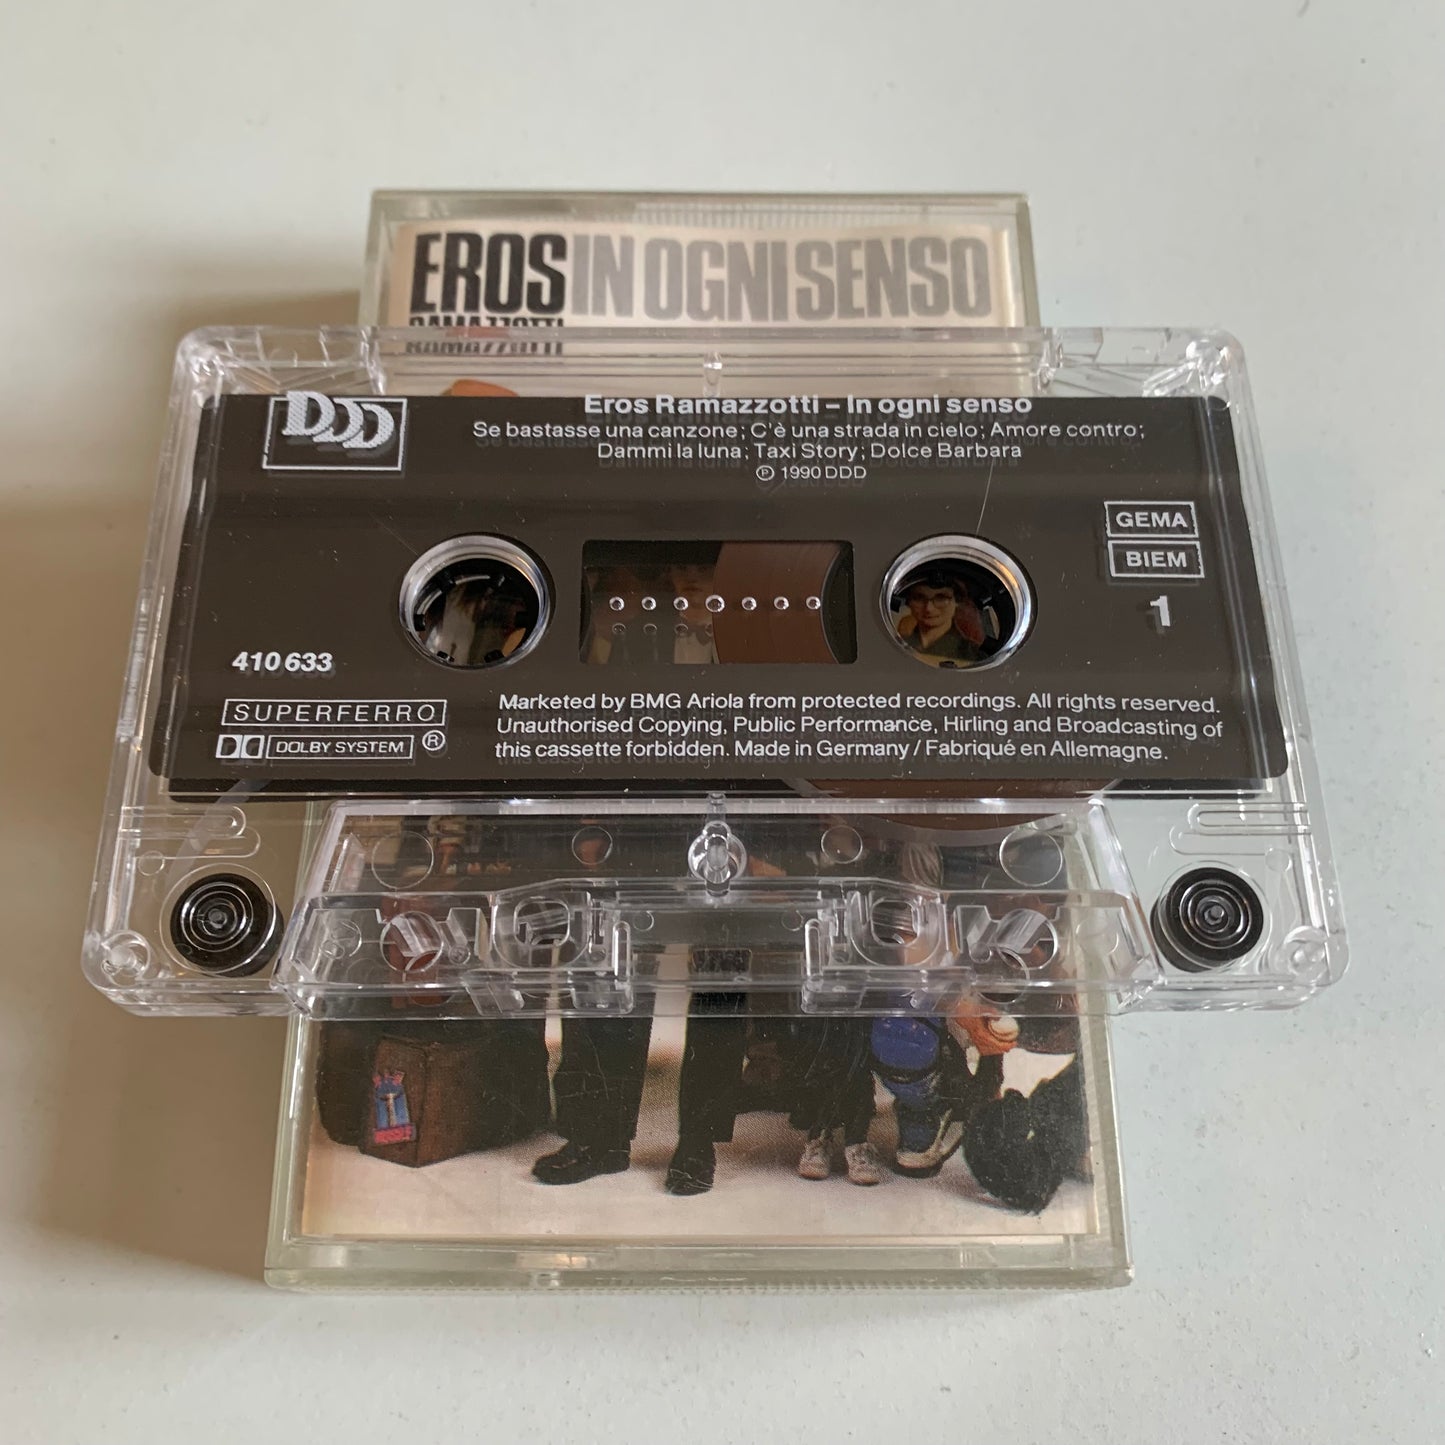 EROS IN OGNI SENSO
RAMAZZOTTI
DDD
Eros Ramazzotti – In ogni senso
Se bastasse una canzone; C'è una strada in cielo; Amore contro;
Dammi la luna; Taxi Story; Dolce Barbara
℗ 1990 DDD
GEMA
BIEM
1
410 633
SUPERFERRO
DOLBY SYSTEM ®
Marketed by BMG Ariola from protected recordings. All rights reserved.
Unauthorised Copying, Public Performance, Hirling and Broadcasting of
this cassette forbidden. Made in Germany / Fabriqué en Allemagne.